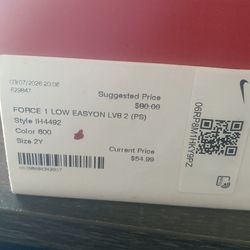 Suggested Price
$80.00
FORCE 1 LOW EASYON LV8 2 (PS)
Style IH4492
Color 600
Size 2Y
Current Price
$54.99